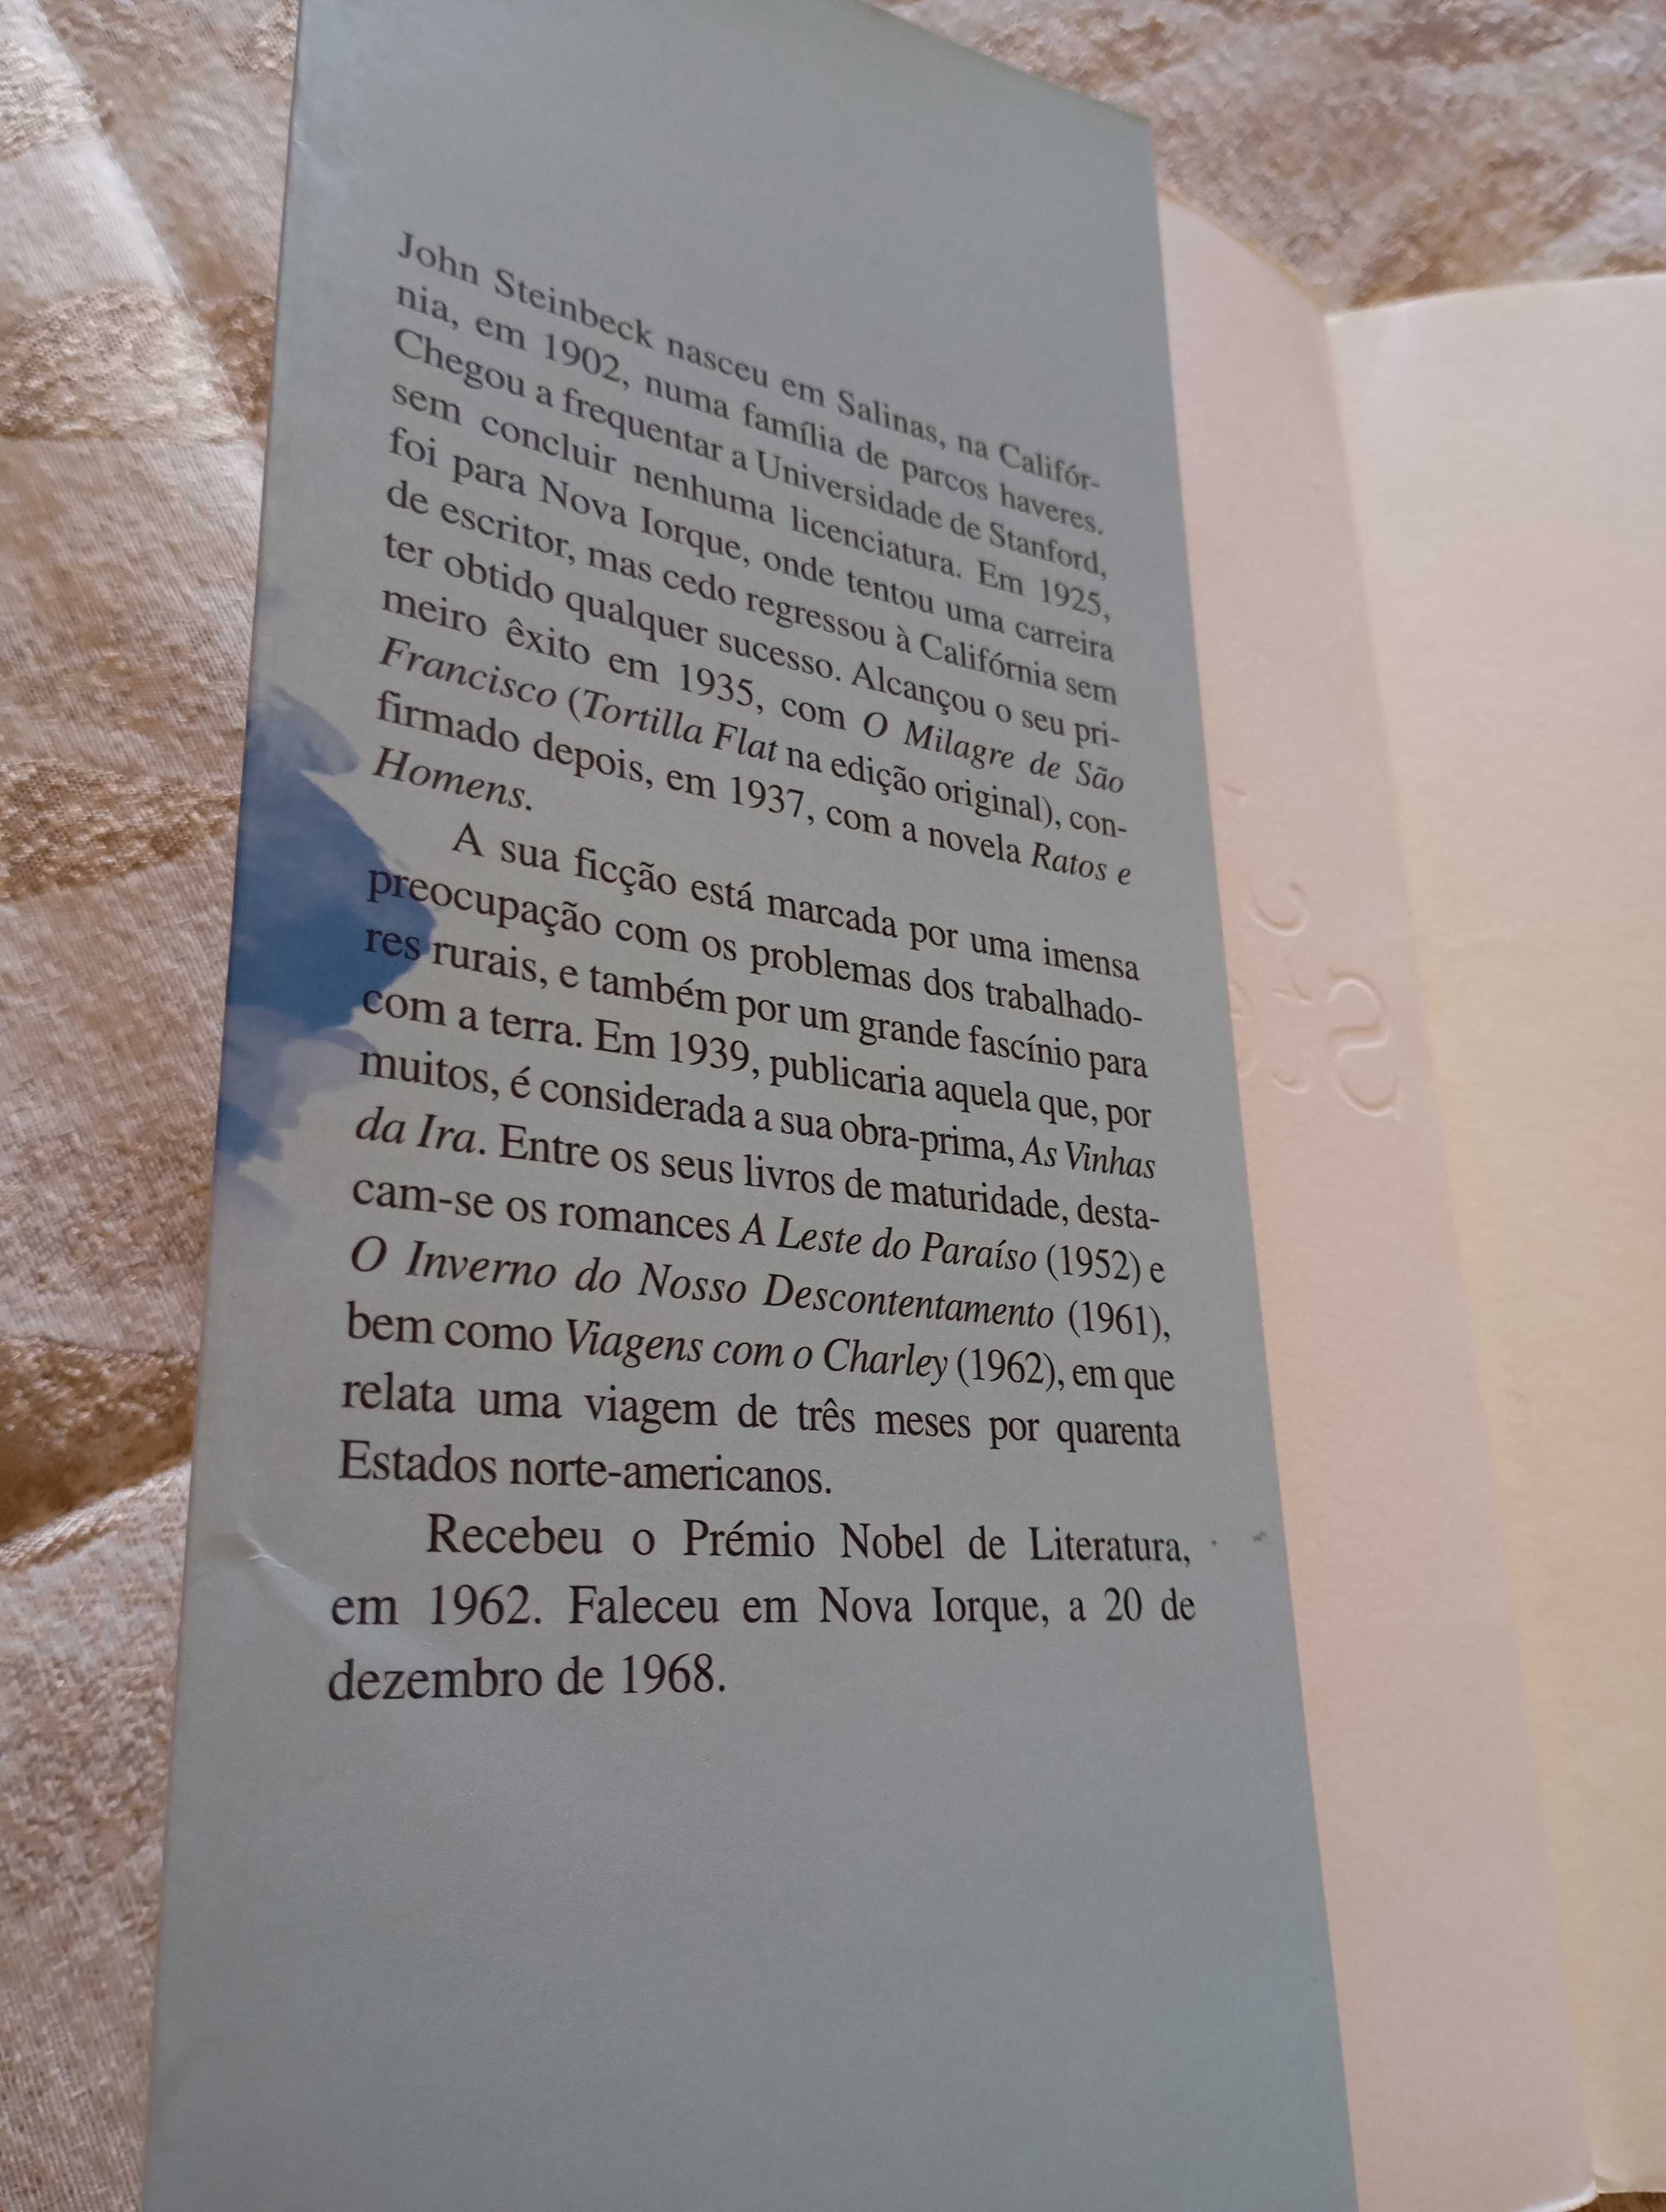 John Steinbeck nasceu em Salinas, na Califór-
nia, em 1902, numa família de parcos haveres.
Chegou a frequentar a Universidade de Stanford,
sem concluir nenhuma licenciatura. Em 1925,
foi para Nova Iorque, onde tentou uma carreira
de escritor, mas cedo regressou à Califórnia sem
ter obtido qualquer sucesso. Alcançou o seu pri-
meiro êxito em 1935, com O Milagre de São
Francisco (Tortilla Flat na edição original), con-
firmado depois, em 1937, com a novela Ratos e
Homens.
A sua ficção está marcada por uma imensa
preocupação com os problemas dos trabalhado-
res rurais, e também por um grande fascínio para
com a terra. Em 1939, publicaria aquela que, por
muitos, é considerada a sua obra-prima, As Vinhas
da Ira. Entre os seus livros de maturidade, desta-
cam-se os romances A Leste do Paraíso (1952) e
O Inverno do Nosso Descontentamento (1961),
bem como Viagens com o Charley (1962), em que
relata uma viagem de três meses por quarenta
Estados norte-americanos.
Recebeu o Prémio Nobel de Literatura,
em 1962. Faleceu em Nova Iorque, a 20 de
dezembro de 1968.